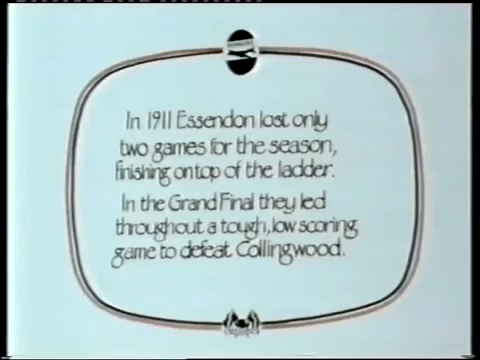 In 1911 Essendon lost only
two games for the season,
finishing on top of the ladder.
In the Grand Final they led
throughout a tough, low scoring
game to defeat Collingwood.